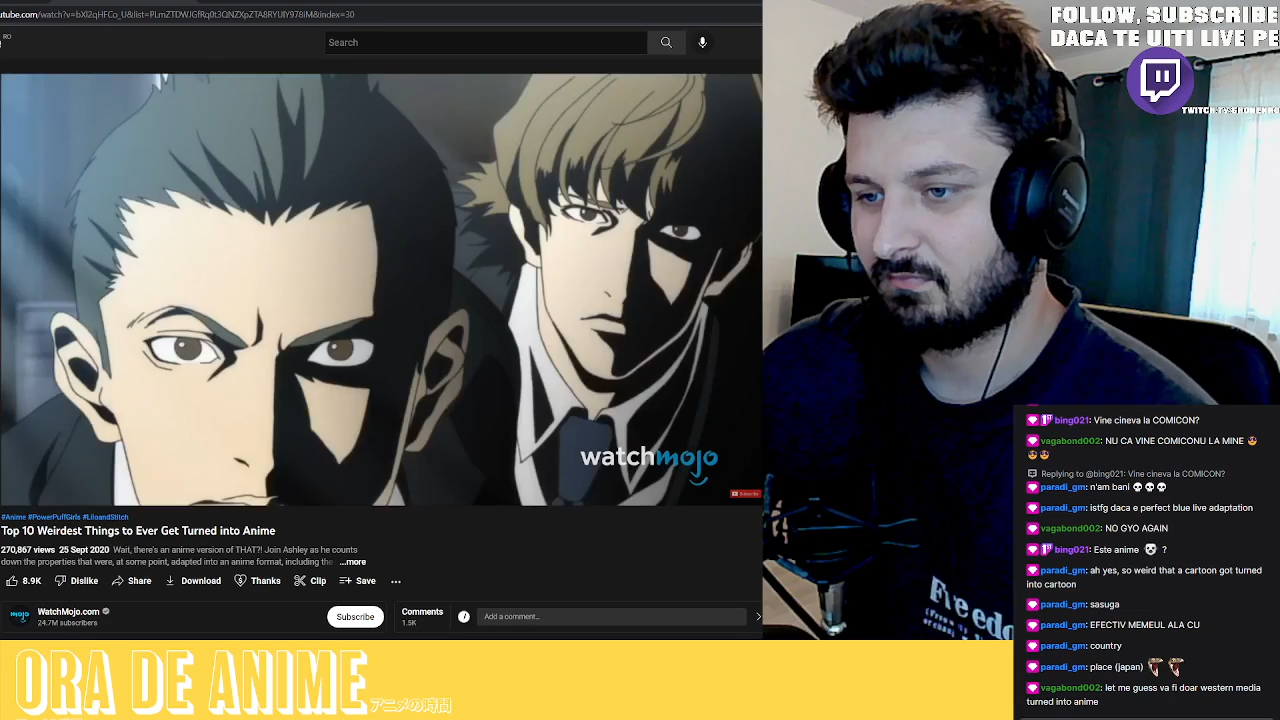 utube.com/watch?v=bXl2qHFCo_U&list=PLmZTDWJGfRq0t3QNZXpZTA8RYUlY978IM&index=30
RO
Search
FOLLOW, SUBSCRIBE
DACA TE UITI LIVE PE
watchmojo
Subscribe
#Anime #PowerPuffGirls #LiloandStitch
Top 10 Weirdest Things to Ever Get Turned into Anime
270,867 views 25 Sept 2020 Wait, there's an anime version of THAT?! Join Ashley as he counts
down the properties that were, at some point, adapted into an anime format, including the ...more
8.9K Dislike Share Download Thanks Clip Save
mojo WatchMojo.com
24.7M subscribers
Subscribe
Comments
1.5K
Add a comment...
Freedo
bing021: Vine cineva la COMICON?
vagabond002: NU CA VINE COMICONU LA MINE
Replying to @bing021: Vine cineva la COMICON?
paradi_gm: n'am bani
paradi_gm: istfg daca e perfect blue live adaptation
vagabond002: NO GYO AGAIN
bing021: Este anime ?
paradi_gm: ah yes, so weird that a cartoon got turned
into cartoon
paradi_gm: sasuga
paradi_gm: EFECTIV MEMEUL ALA CU
paradi_gm: country
paradi_gm: place (japan)
vagabond002: let me guess va fi doar western media
turned into anime
ORA DE ANIME アニメの時間